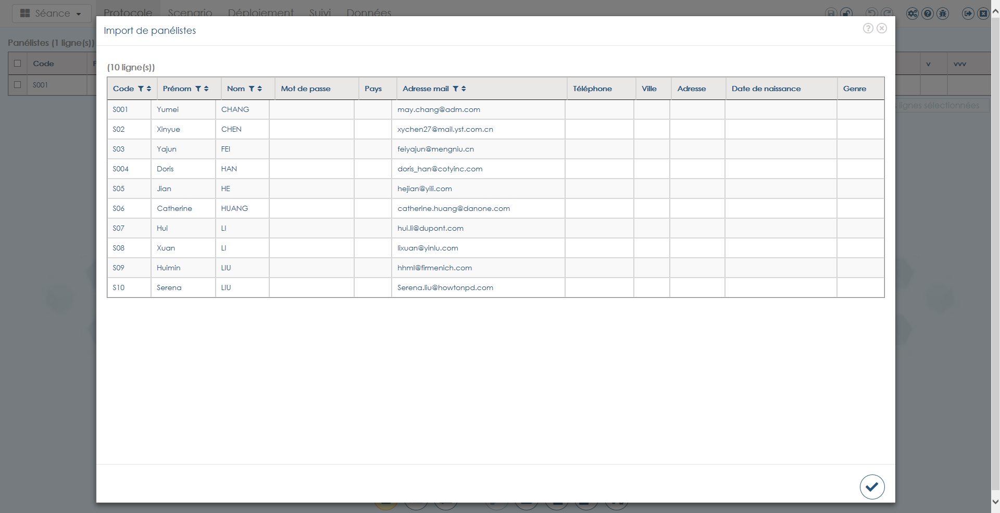 Séance Protocole Scenario Déploiement Suivi Données
Import de panélistes
Panélistes (1 ligne(s))
Code
S001
v vvv
lignes sélectionnées
(10 ligne(s))
Code Prénom Nom Mot de passe Pays Adresse mail Téléphone Ville Adresse Date de naissance Genre
S001 Yumei CHANG may.chang@adm.com
S02 Xinyue CHEN xychen27@mail.yst.com.cn
S03 Yajun FEI feiyajun@mengniu.cn
S004 Doris HAN doris_han@cotyinc.com
S05 Jian HE hejian@yili.com
S06 Catherine HUANG catherine.huang@danone.com
S07 Hui LI hui.li@dupont.com
S08 Xuan LI lixuan@yinlu.com
S09 Huimin LIU hhml@firmenich.com
S10 Serena LIU Serena.liu@howtonpd.com